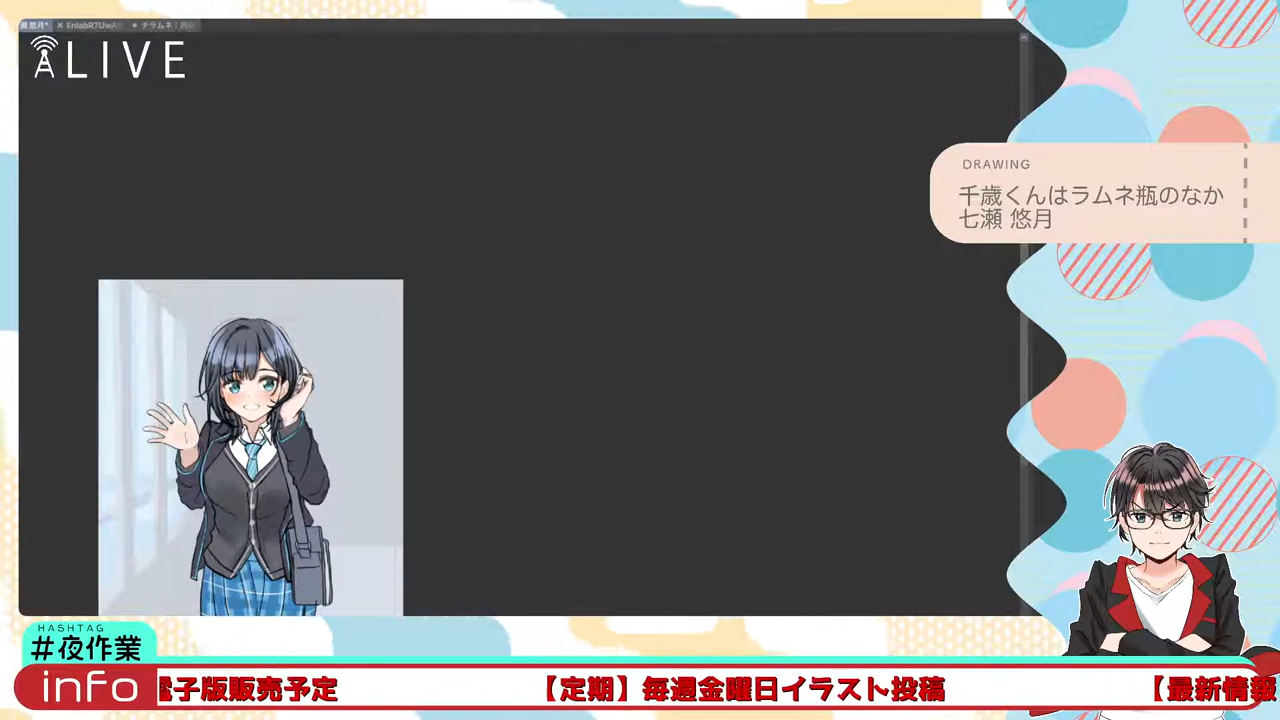 ALIVE
DRAWING
千歳くんはラムネ瓶のなか
七瀬 悠月
HASHTAG
#夜作業
info
電子版販売予定
【定期】毎週金曜日イラスト投稿
【最新情報